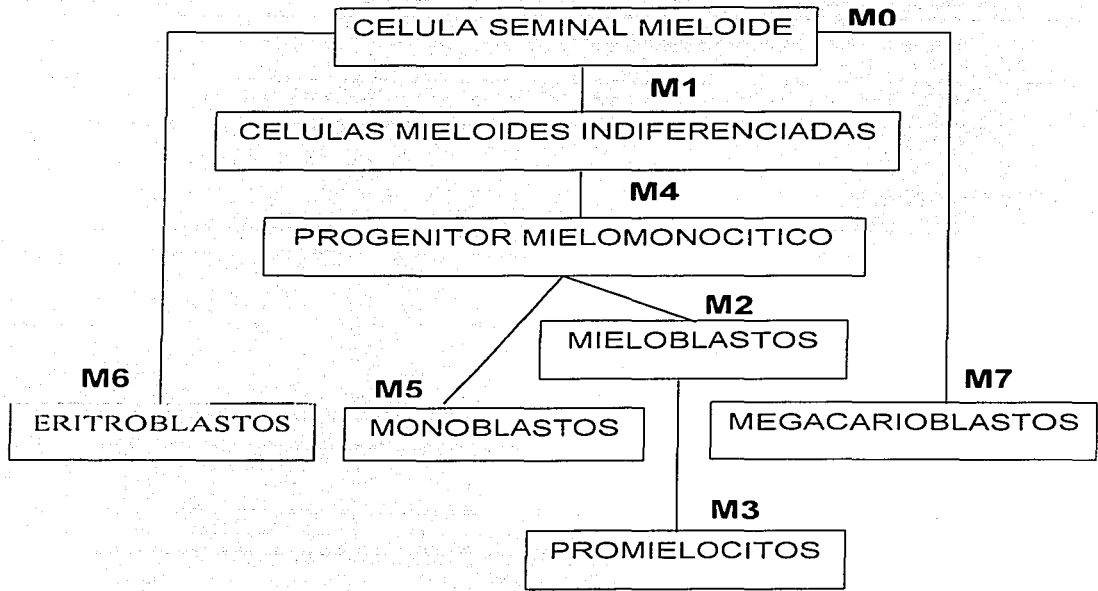 CELULA SEMINAL MIELOIDE
M0
M1
CELULAS MIELOIDES INDIFERENCIADAS
M4
PROGENITOR MIELOMONOCITICO
M2
MIELOBLASTOS
M6
M5
M7
ERITROBLASTOS
MONOBLASTOS
MEGACARIOBLASTOS
M3
PROMIELOCITOS